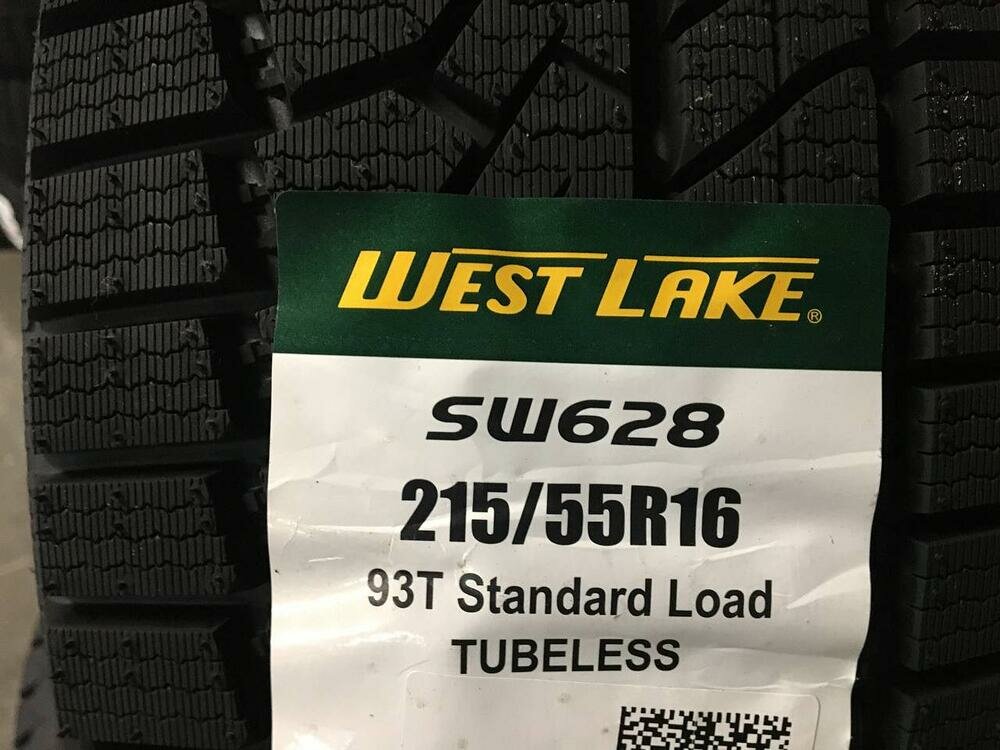 WEST LAKE®
SW628
215/55R16
93T Standard Load
TUBELESS